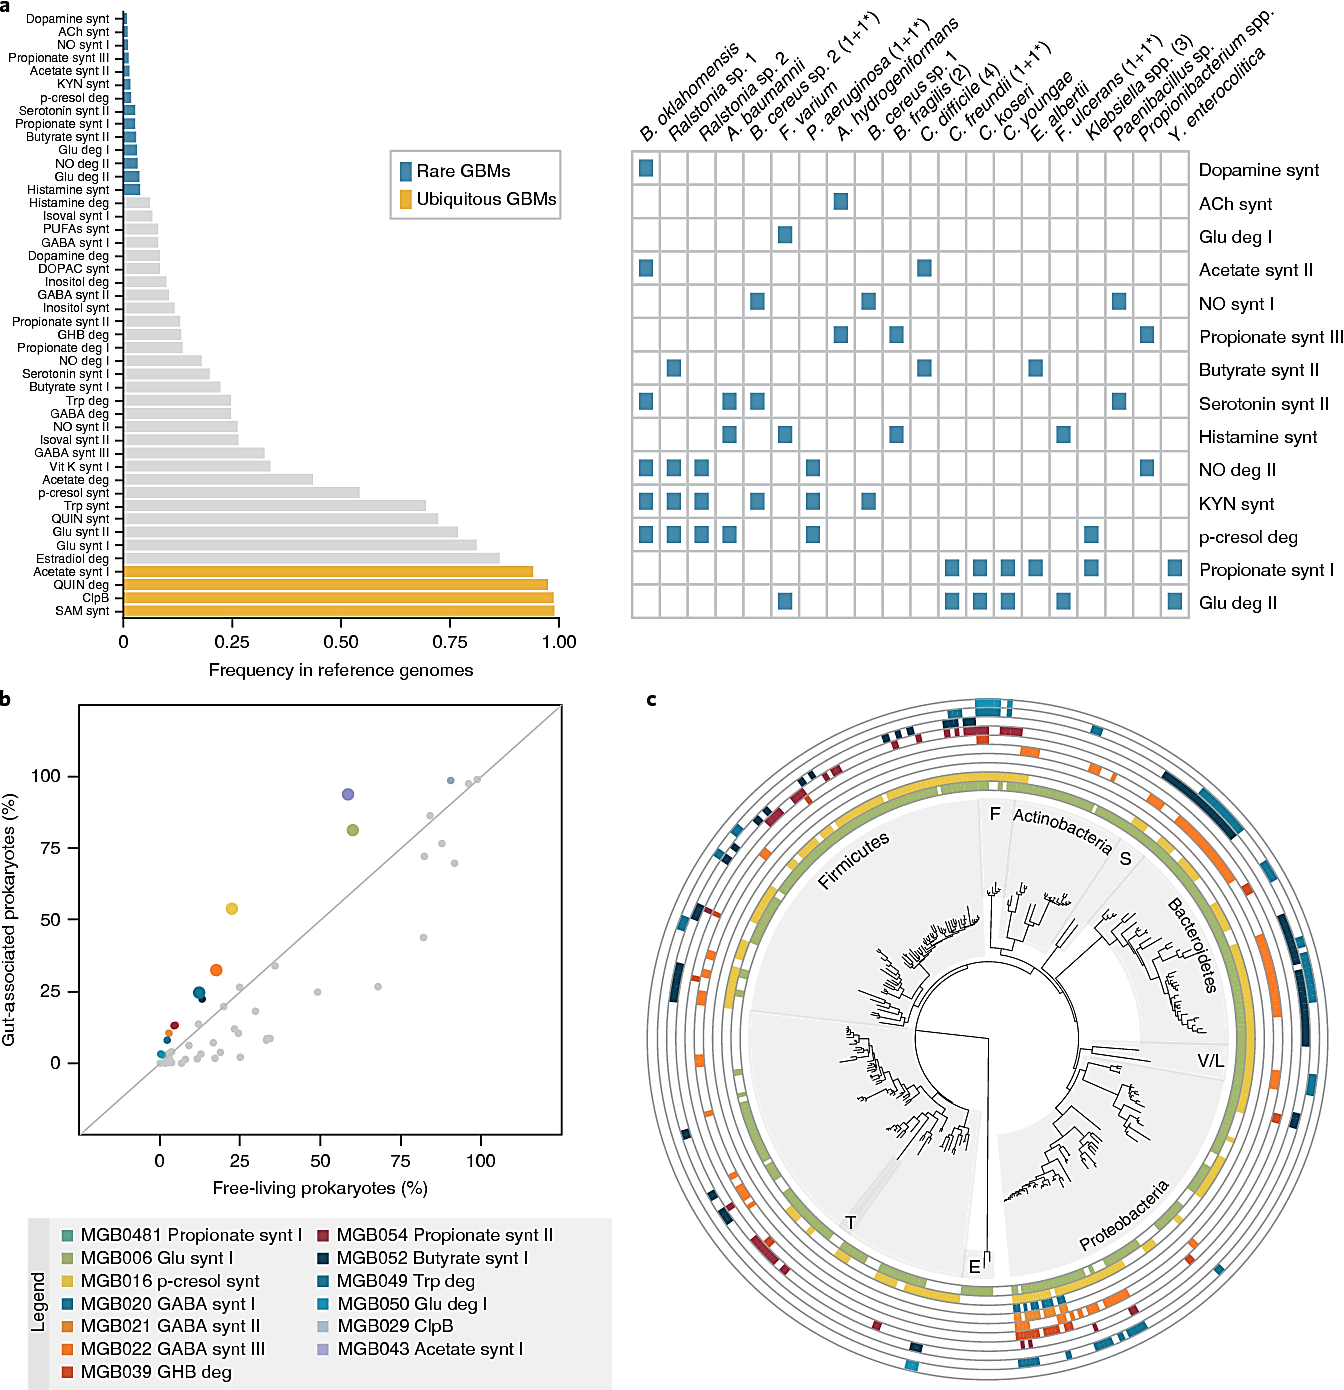 a
Dopamine synt
ACh synt
NO synt I
Propionate synt III
Acetate synt II
KYN synt
p-cresol deg
Serotonin synt II
Propionate synt I
Butyrate synt II
Glu deg I
NO deg II
Glu deg II
Histamine synt
Histamine deg
Isoval synt I
PUFAs synt
GABA synt I
Dopamine deg
DOPAC synt
Inositol deg
GABA synt II
Inositol synt
Propionate synt II
GHB deg
Propionate deg I
NO deg I
Serotonin synt I
Butyrate synt I
Trp deg
GABA deg
NO synt II
Isoval synt II
GABA synt III
Vit K synt I
Acetate deg
p-cresol synt
Trp synt
QUIN synt
Glu synt II
Glu synt I
Estradiol deg
Acetate synt I
QUIN deg
ClpB
SAM synt
0
0.25
0.50
0.75
1.00
Frequency in reference genomes
Rare GBMs
Ubiquitous GBMs
B. oklahomensis
Ralstonia sp. 1
Ralstonia sp. 2
A. baumannii
B. cereus sp. 2 (1+1*)
F. varium
P. aeruginosa (1+1*)
A. hydrogeniformans
B. cereus sp. 1
B. fragilis (2)
C. difficile (4)
C. freundii (1+1*)
C. koseri
C. youngae
E. albertii
F. ulcerans (1+1*)
Klebsiella spp. (3)
Paenibacillus sp.
Propionibacterium spp.
Y. enterocolitica
Dopamine synt
ACh synt
Glu deg I
Acetate synt II
NO synt I
Propionate synt III
Butyrate synt II
Serotonin synt II
Histamine synt
NO deg II
KYN synt
p-cresol deg
Propionate synt I
Glu deg II
b
Gut-associated prokaryotes (%)
100
75
50
25
0
0
25
50
75
100
Free-living prokaryotes (%)
Legend
MGB0481 Propionate synt I
MGB006 Glu synt I
MGB016 p-cresol synt
MGB020 GABA synt I
MGB021 GABA synt II
MGB022 GABA synt III
MGB039 GHB deg
MGB054 Propionate synt II
MGB052 Butyrate synt I
MGB049 Trp deg
MGB050 Glu deg I
MGB029 ClpB
MGB043 Acetate synt I
c
Firmicutes
F
Actinobacteria
S
Bacteroidetes
V/L
Proteobacteria
E
T